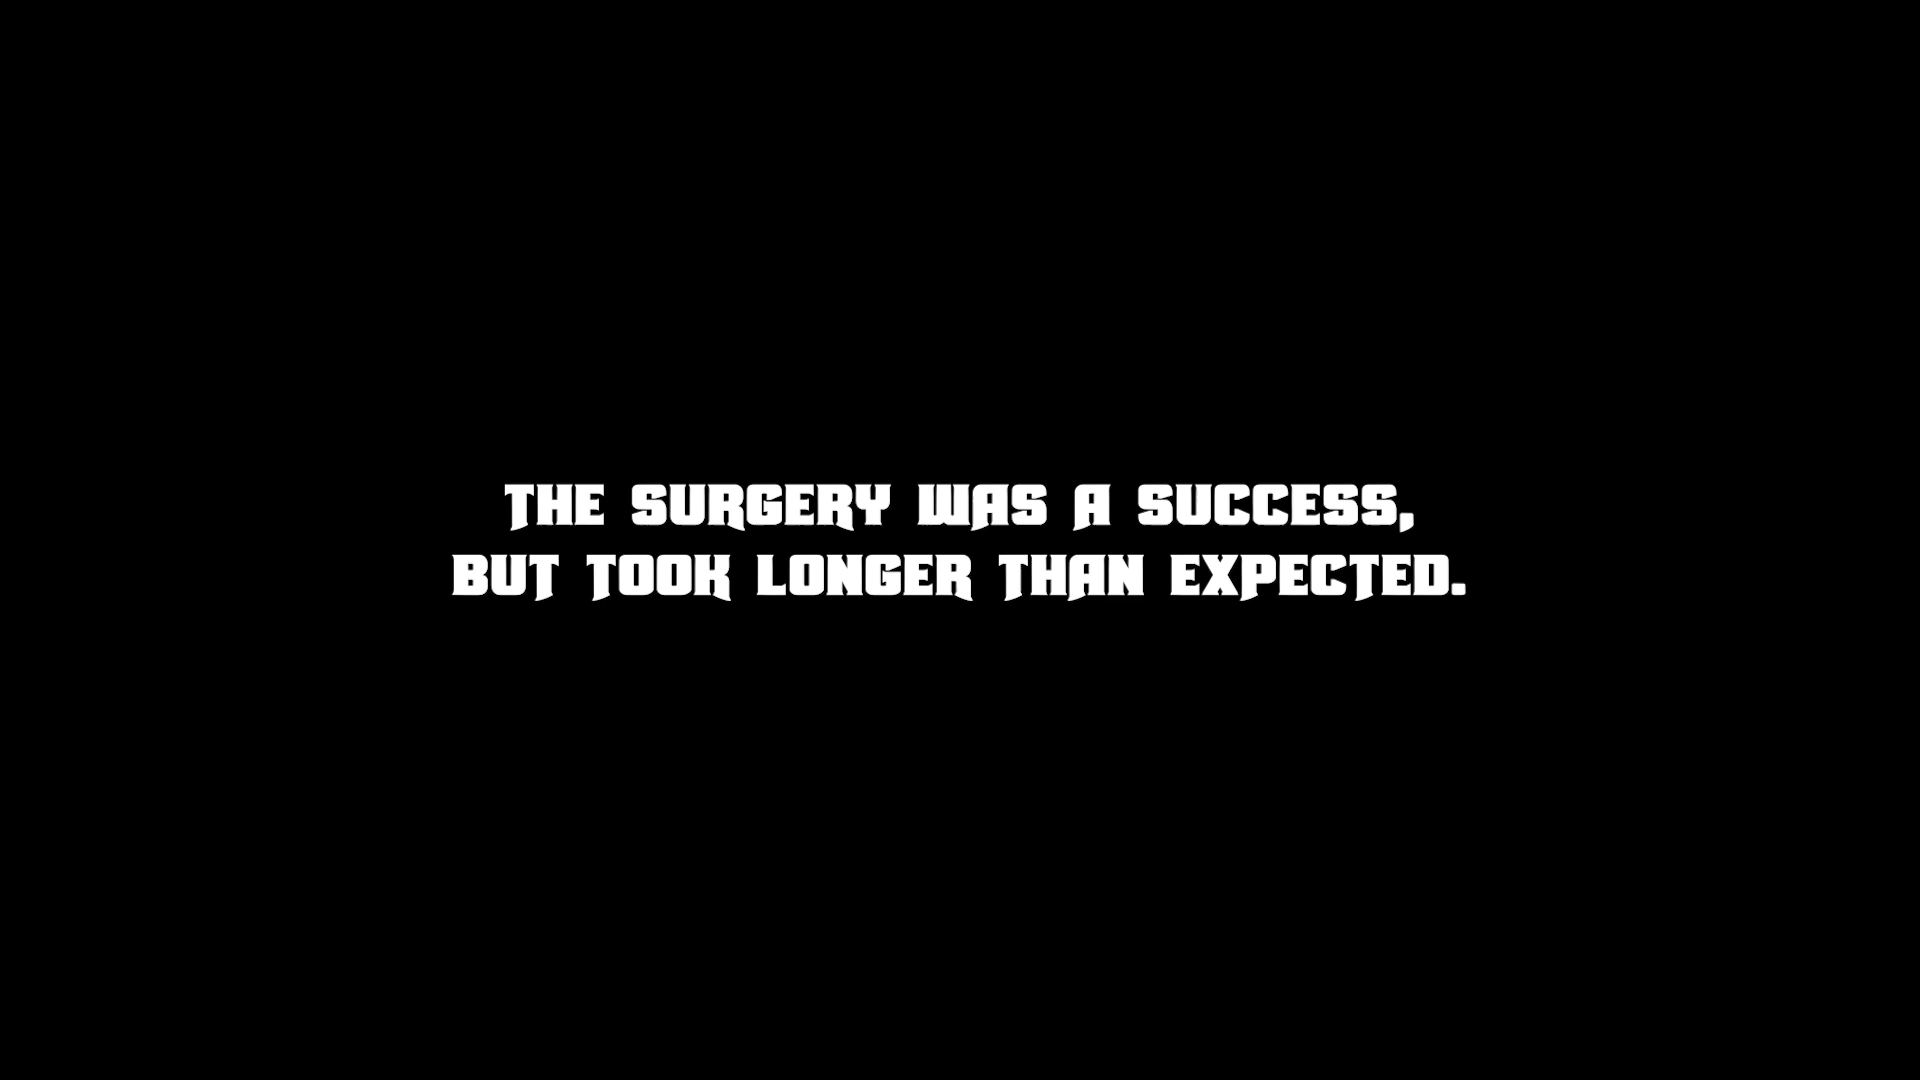 THE SURGERY WAS A SUCCESS,
BUT TOOK LONGER THAN EXPECTED.